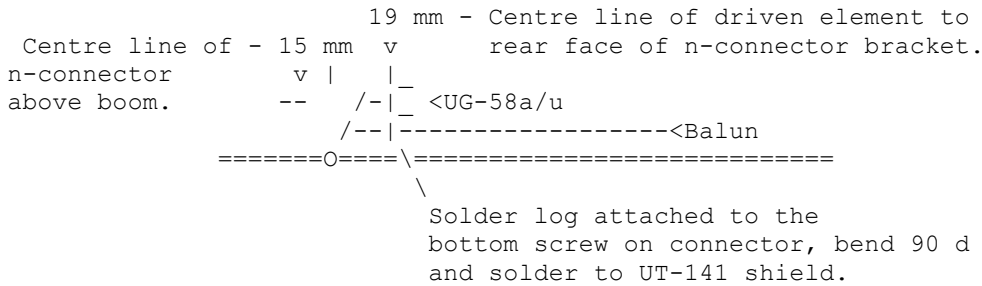 19 mm - Centre line of driven element to
 Centre line of - 15 mm  v      rear face of n-connector bracket.
n-connector        v |   |_
above boom.       --   /-|_ <UG-58a/u
                      /--|------------------<Balun
              =======O====\============================
                           \
                            Solder log attached to the
                            bottom screw on connector, bend 90 d
                            and solder to UT-141 shield.